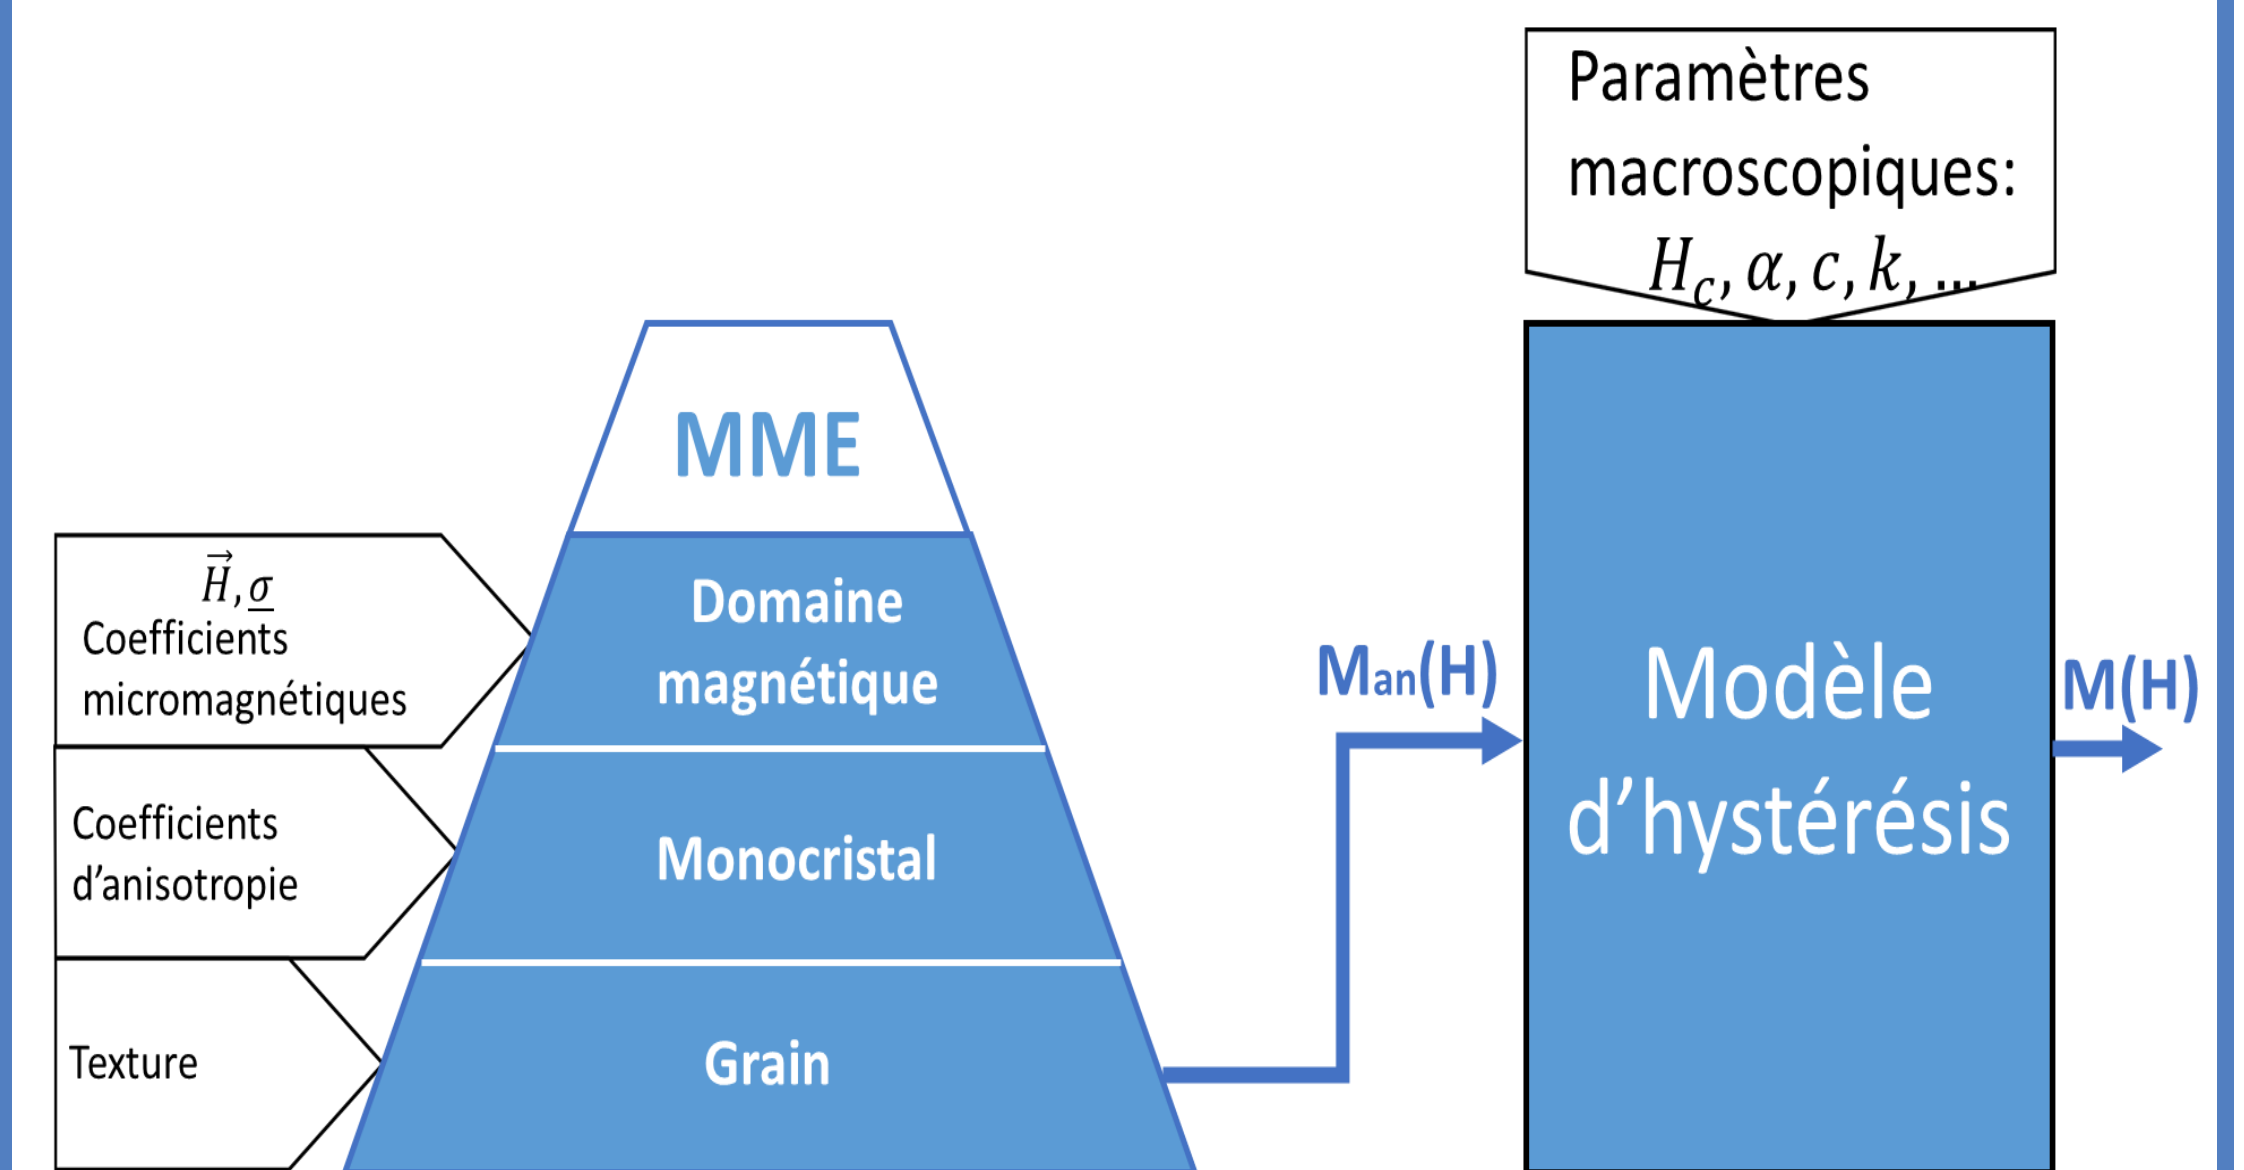 Paramètres
macroscopiques:
H_c, α, c, k, ...
MME
H⃗, σ̲
Coefficients
micromagnétiques
Domaine
magnétique
Coefficients
d'anisotropie
Monocristal
Texture
Grain
Man(H)
Modèle
d'hystérésis
M(H)